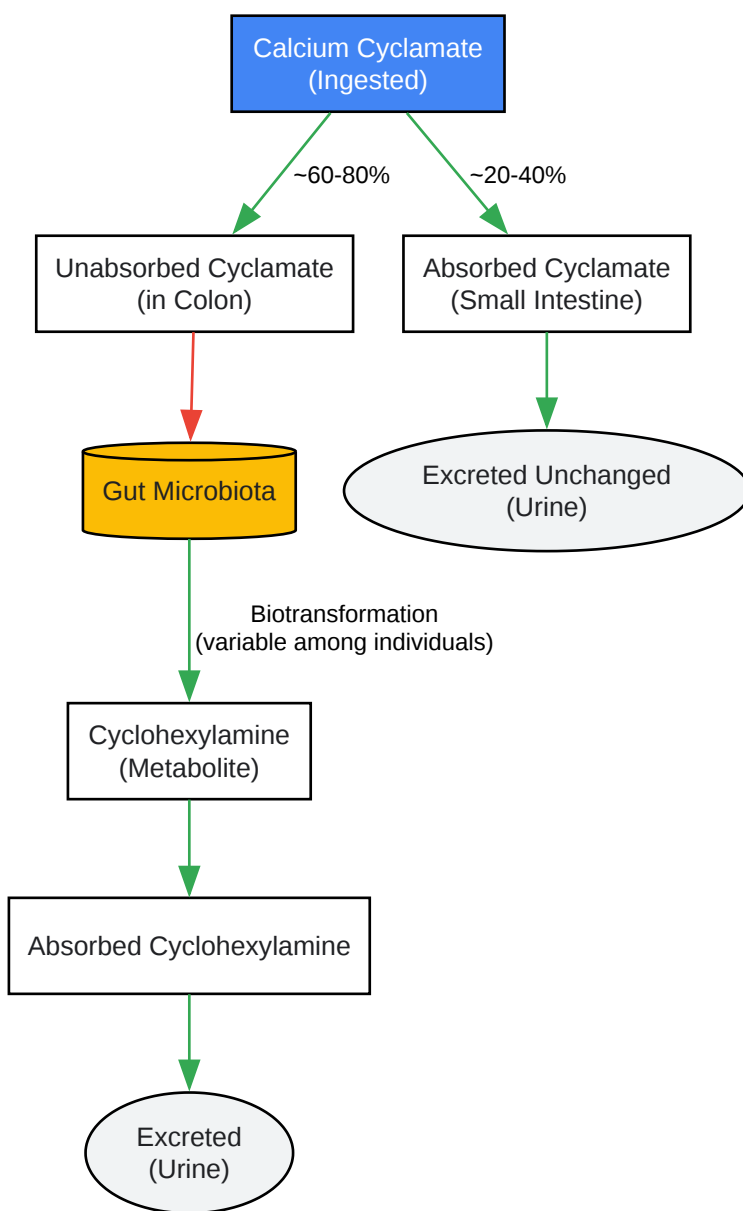 Calcium Cyclamate
(Ingested)
~60-80%
~20-40%
Unabsorbed Cyclamate
(in Colon)
Absorbed Cyclamate
(Small Intestine)
Gut Microbiota
Excreted Unchanged
(Urine)
Biotransformation
(variable among individuals)
Cyclohexylamine
(Metabolite)
Absorbed Cyclohexylamine
Excreted
(Urine)